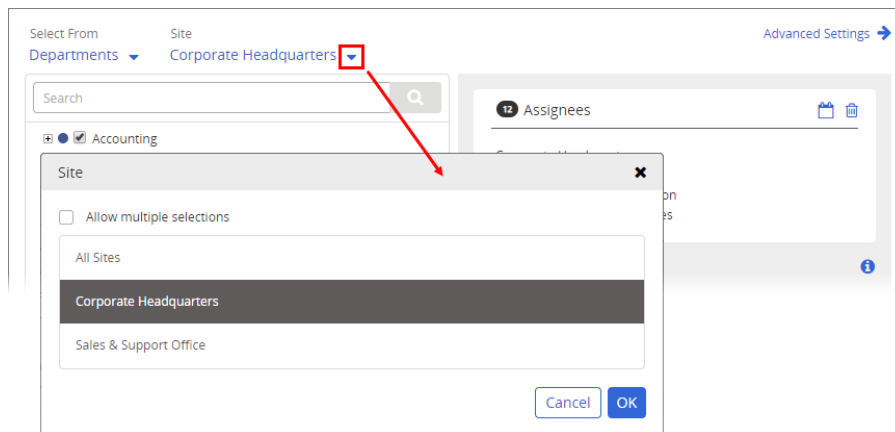 Select From
Site
Advanced Settings
Departments
Corporate Headquarters
Search
12 Assignees
Accounting
Site
Allow multiple selections
All Sites
Corporate Headquarters
Sales & Support Office
Cancel
OK